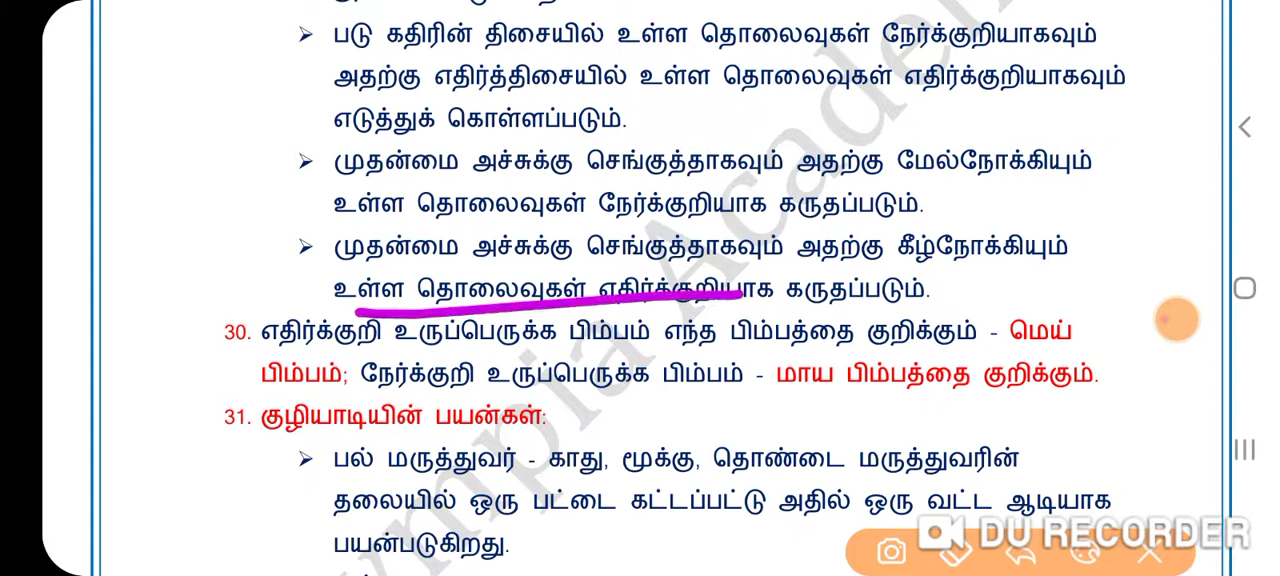 ➢ படு கதிரின் திசையில் உள்ள தொலைவுகள் நேர்க்குறியாகவும்
அதற்கு எதிர்த்திசையில் உள்ள தொலைவுகள் எதிர்க்குறியாகவும்
எடுத்துக் கொள்ளப்படும்.
➢ முதன்மை அச்சுக்கு செங்குத்தாகவும் அதற்கு மேல்நோக்கியும்
உள்ள தொலைவுகள் நேர்க்குறியாக கருதப்படும்.
➢ முதன்மை அச்சுக்கு செங்குத்தாகவும் அதற்கு கீழ்நோக்கியும்
உள்ள தொலைவுகள் எதிர்க்குறியாக கருதப்படும்.
30. எதிர்க்குறி உருப்பெருக்க பிம்பம் எந்த பிம்பத்தை குறிக்கும் - மெய்
பிம்பம்; நேர்க்குறி உருப்பெருக்க பிம்பம் - மாய பிம்பத்தை குறிக்கும்.
31. குழியாடியின் பயன்கள்:
➢ பல் மருத்துவர் - காது, மூக்கு, தொண்டை மருத்துவரின்
தலையில் ஒரு பட்டை கட்டப்பட்டு அதில் ஒரு வட்ட ஆடியாக
பயன்படுகிறது.
DU RECORDER